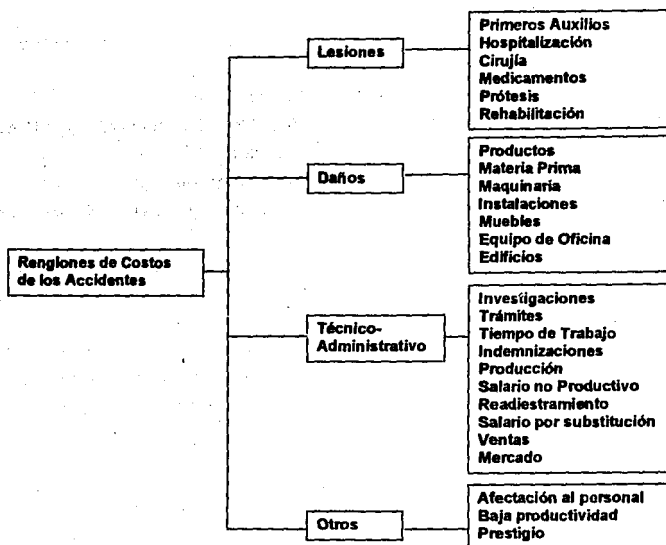 Renglones de Costos
de los Accidentes
Lesiones
Primeros Auxilios
Hospitalización
Cirujía
Medicamentos
Prótesis
Rehabilitación
Daños
Productos
Materia Prima
Maquinaria
Instalaciones
Muebles
Equipo de Oficina
Edificios
Técnico-
Administrativo
Investigaciones
Trámites
Tiempo de Trabajo
Indemnizaciones
Producción
Salario no Productivo
Readiestramiento
Salario por substitución
Ventas
Mercado
Otros
Afectación al personal
Baja productividad
Prestigio